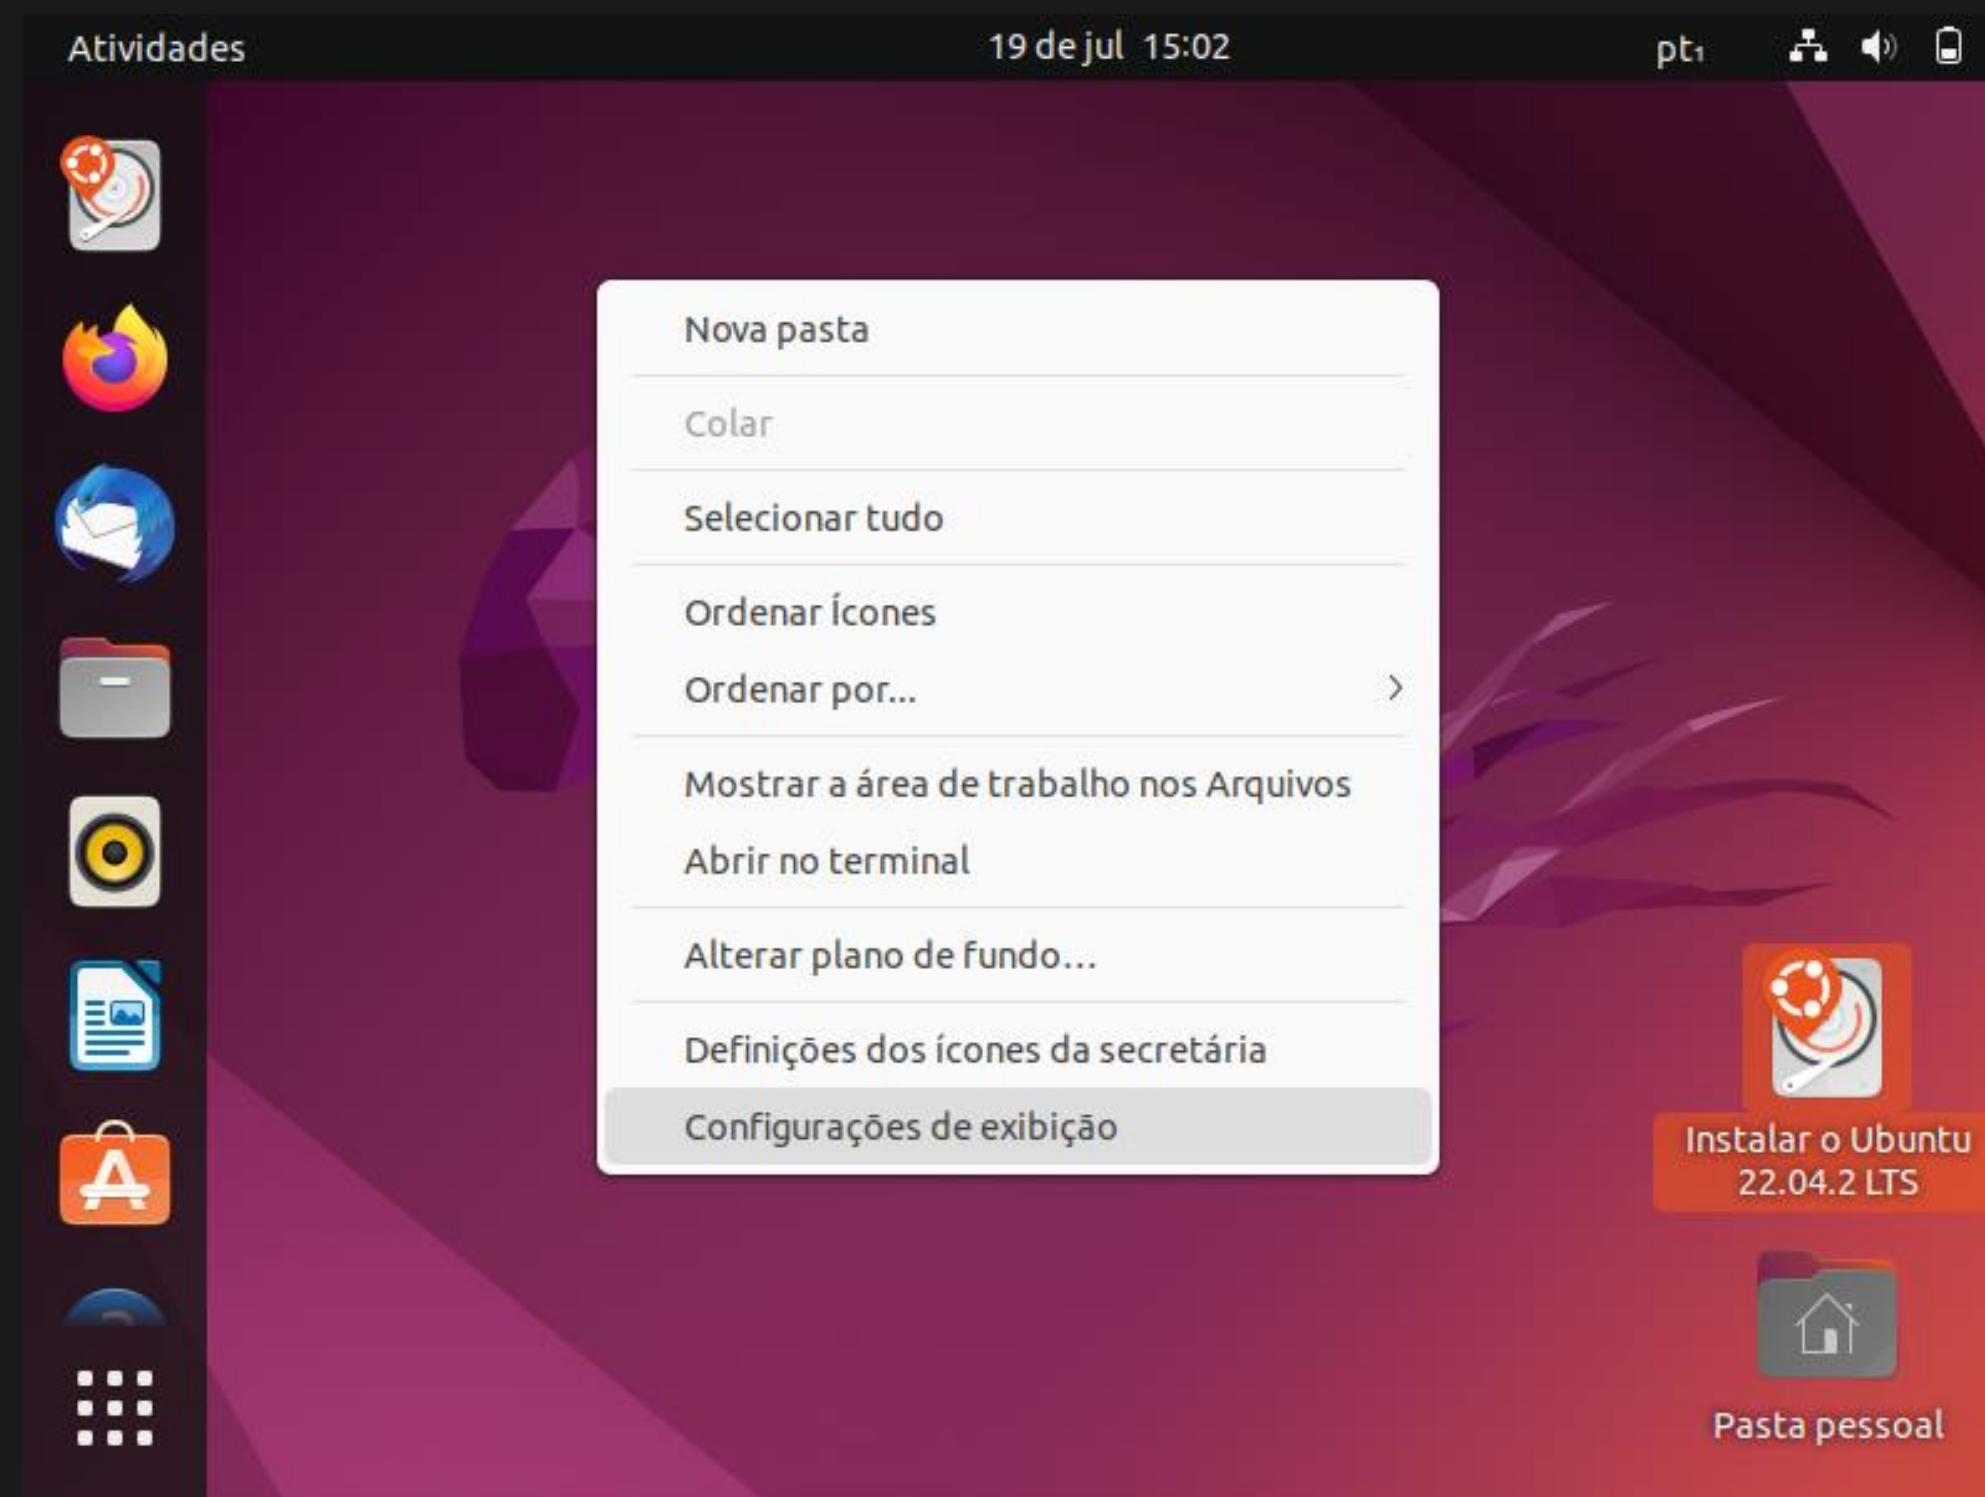 Atividades
19 de jul 15:02
pt₁
Nova pasta
Colar
Selecionar tudo
Ordenar Ícones
Ordenar por...
Mostrar a área de trabalho nos Arquivos
Abrir no terminal
Alterar plano de fundo…
Definições dos ícones da secretária
Configurações de exibição
Instalar o Ubuntu
22.04.2 LTS
Pasta pessoal